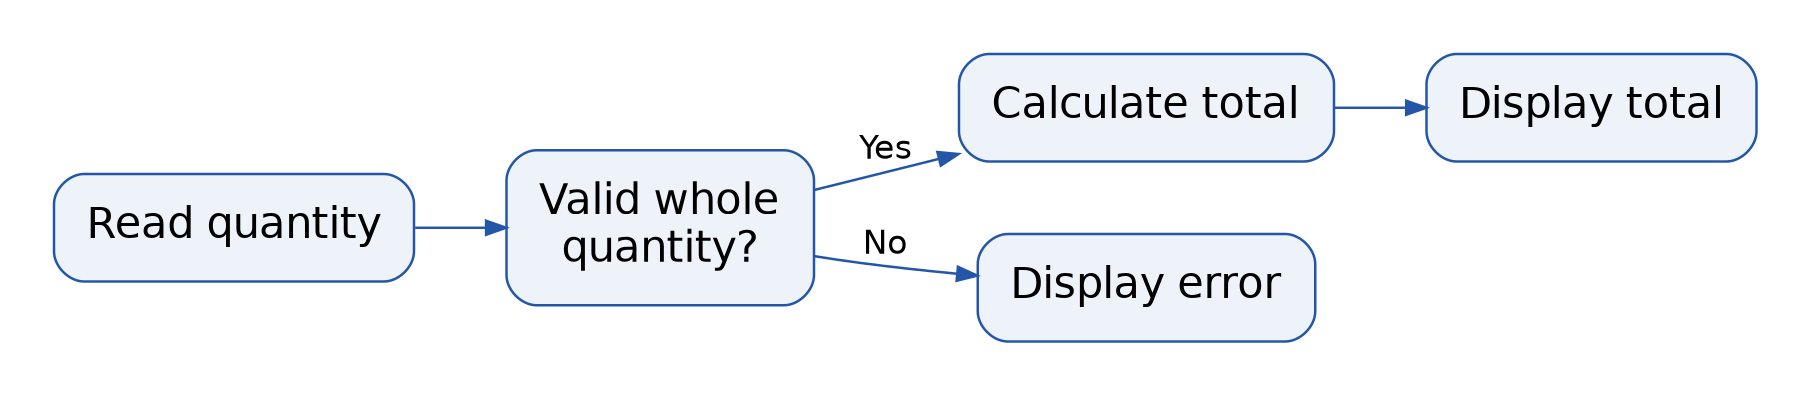 Read quantity
Valid whole
quantity?
Yes
No
Calculate total
Display total
Display error